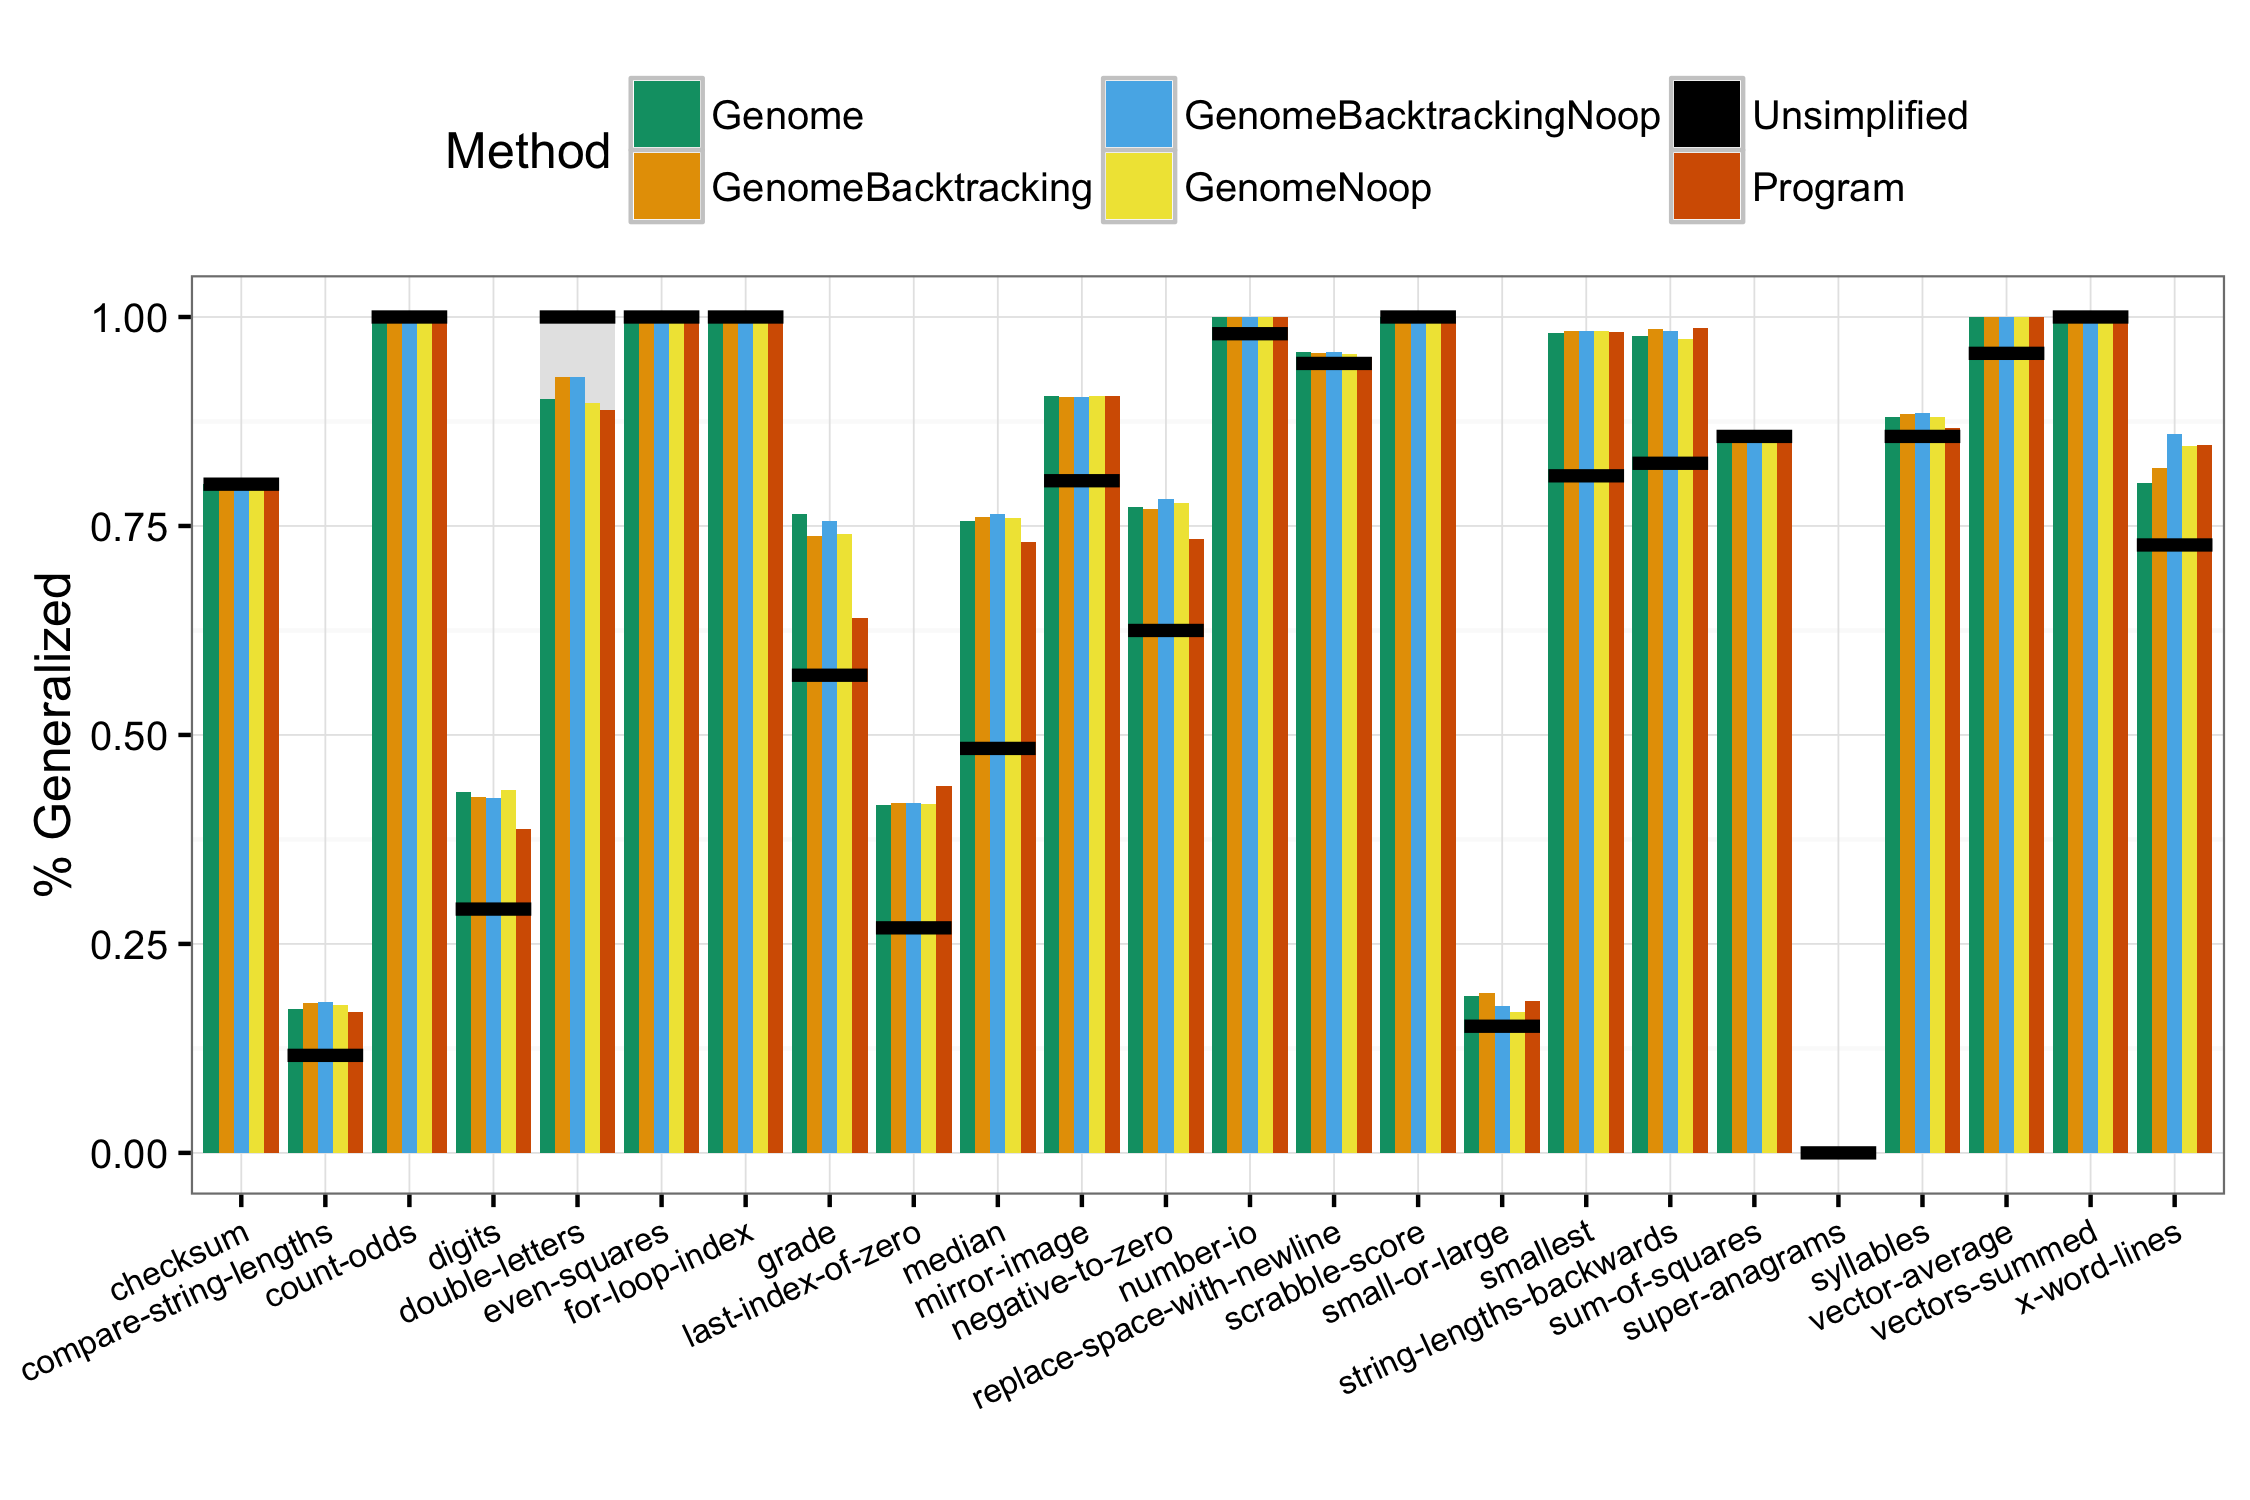 Method
Genome
GenomeBacktrackingNoop
Unsimplified
GenomeBacktracking
GenomeNoop
Program
% Generalized
1.00
0.75
0.50
0.25
0.00
checksum
compare-string-lengths
count-odds
digits
double-letters
even-squares
for-loop-index
grade
last-index-of-zero
median
mirror-image
negative-to-zero
number-io
replace-space-with-newline
scrabble-score
small-or-large
smallest
string-lengths-backwards
sum-of-squares
super-anagrams
syllables
vector-average
vectors-summed
x-word-lines